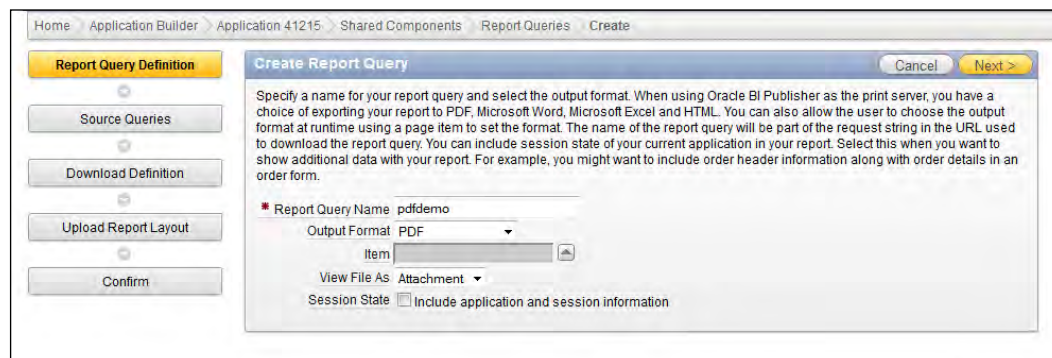 Home Application Builder Application 41215 Shared Components Report Queries Create
Report Query Definition
Source Queries
Download Definition
Upload Report Layout
Confirm
Create Report Query
Cancel Next >
Specify a name for your report query and select the output format. When using Oracle BI Publisher as the print server, you have a
choice of exporting your report to PDF, Microsoft Word, Microsoft Excel and HTML. You can also allow the user to choose the output
format at runtime using a page item to set the format. The name of the report query will be part of the request string in the URL used
to download the report query. You can include session state of your current application in your report. Select this when you want to
show additional data with your report. For example, you might want to include order header information along with order details in an
order form.
* Report Query Name pdfdemo
Output Format PDF
Item
View File As Attachment
Session State Include application and session information